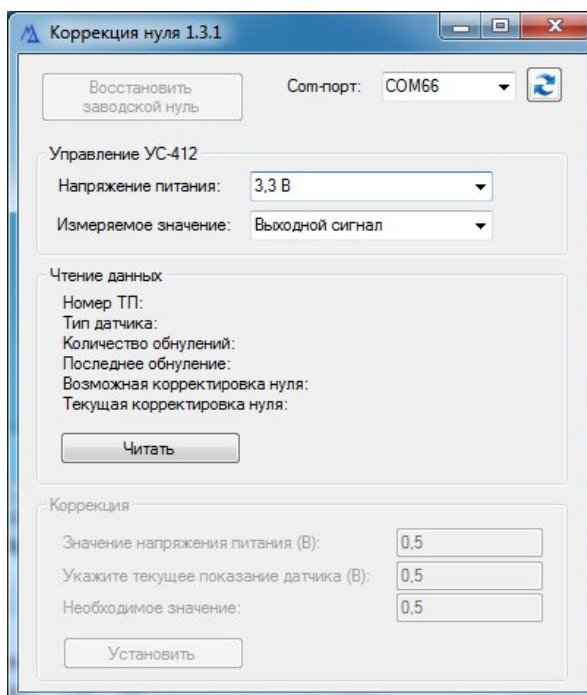 Коррекция нуля 1.3.1
Восстановить
заводской нуль
Com-порт: COM66
Управление УС-412
Напряжение питания: 3,3 В
Измеряемое значение: Выходной сигнал
Чтение данных
Номер ТП:
Тип датчика:
Количество обнулений:
Последнее обнуление:
Возможная корректировка нуля:
Текущая корректировка нуля:
Читать
Коррекция
Значение напряжения питания (В): 0,5
Укажите текущее показание датчика (В): 0,5
Необходимое значение: 0,5
Установить